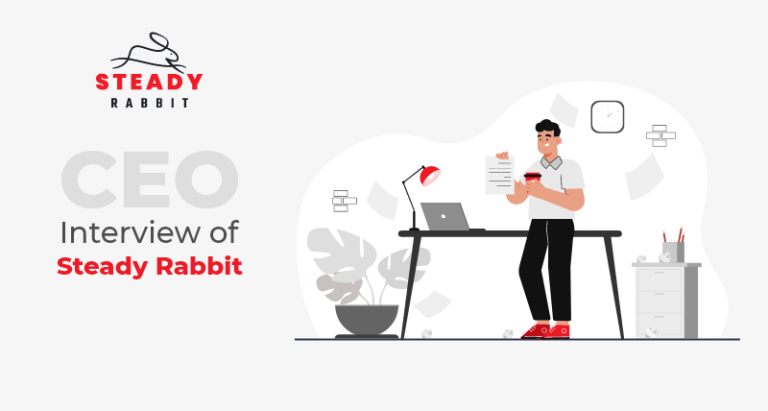 STEADY
RABBIT
CEO
Interview of
Steady Rabbit